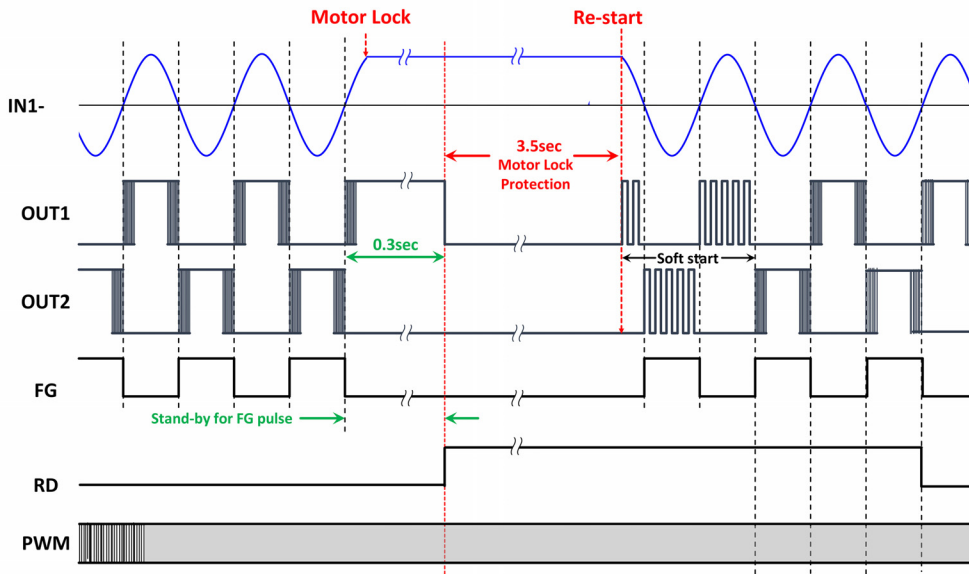 Motor Lock
Re-start
IN1-
3.5sec
Motor Lock
Protection
OUT1
0.3sec
Soft start
OUT2
FG
Stand-by for FG pulse
RD
PWM